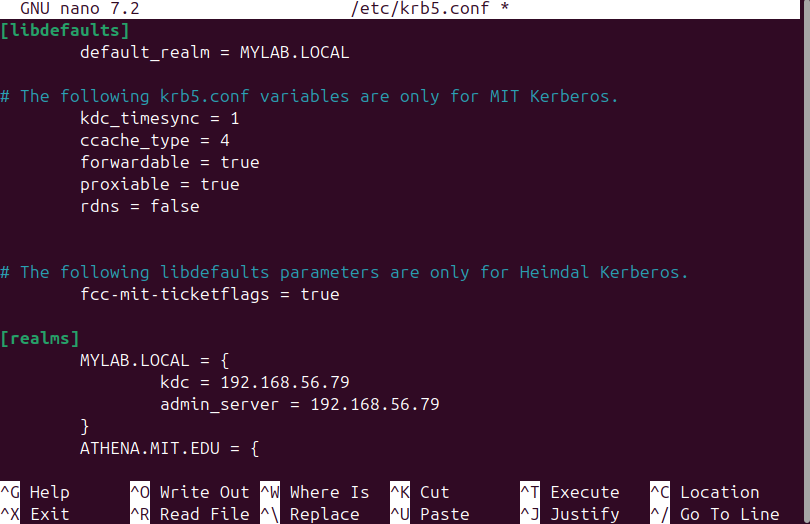 GNU nano 7.2 /etc/krb5.conf *
[libdefaults]
default_realm = MYLAB.LOCAL
# The following krb5.conf variables are only for MIT Kerberos.
kdc_timesync = 1
ccache_type = 4
forwardable = true
proxiable = true
rdns = false
# The following libdefaults parameters are only for Heimdal Kerberos.
fcc-mit-ticketflags = true
[realms]
MYLAB.LOCAL = {
kdc = 192.168.56.79
admin_server = 192.168.56.79
}
ATHENA.MIT.EDU = {
^G Help ^O Write Out ^W Where Is ^K Cut ^T Execute ^C Location
^X Exit ^R Read File ^\ Replace ^U Paste ^J Justify ^/ Go To Line